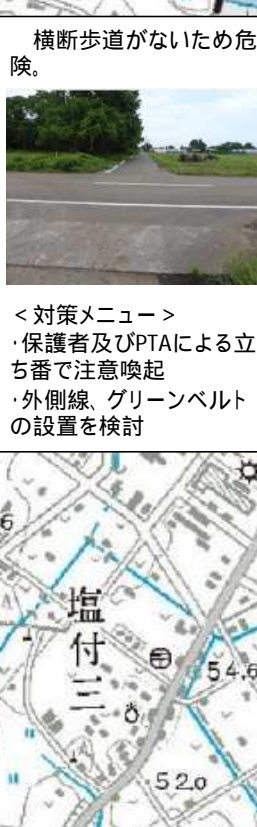 横断歩道がないため危
険。
<対策メニュー>
･保護者及びPTAによる立
ち番で注意喚起
･外側線、グリーンベルト
の設置を検討
塩付三
54.6
52.0